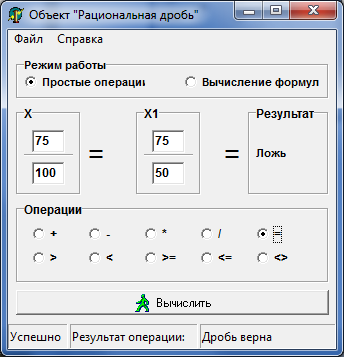 Объект "Рациональная дробь"
Файл Справка
Режим работы
Простые операции Вычисление формул
X X1 Результат
75 = 75 = Ложь
100 50
Операции
+ - * / =
> < >= <= <>
Вычислить
Успешно Результат операции: Дробь верна